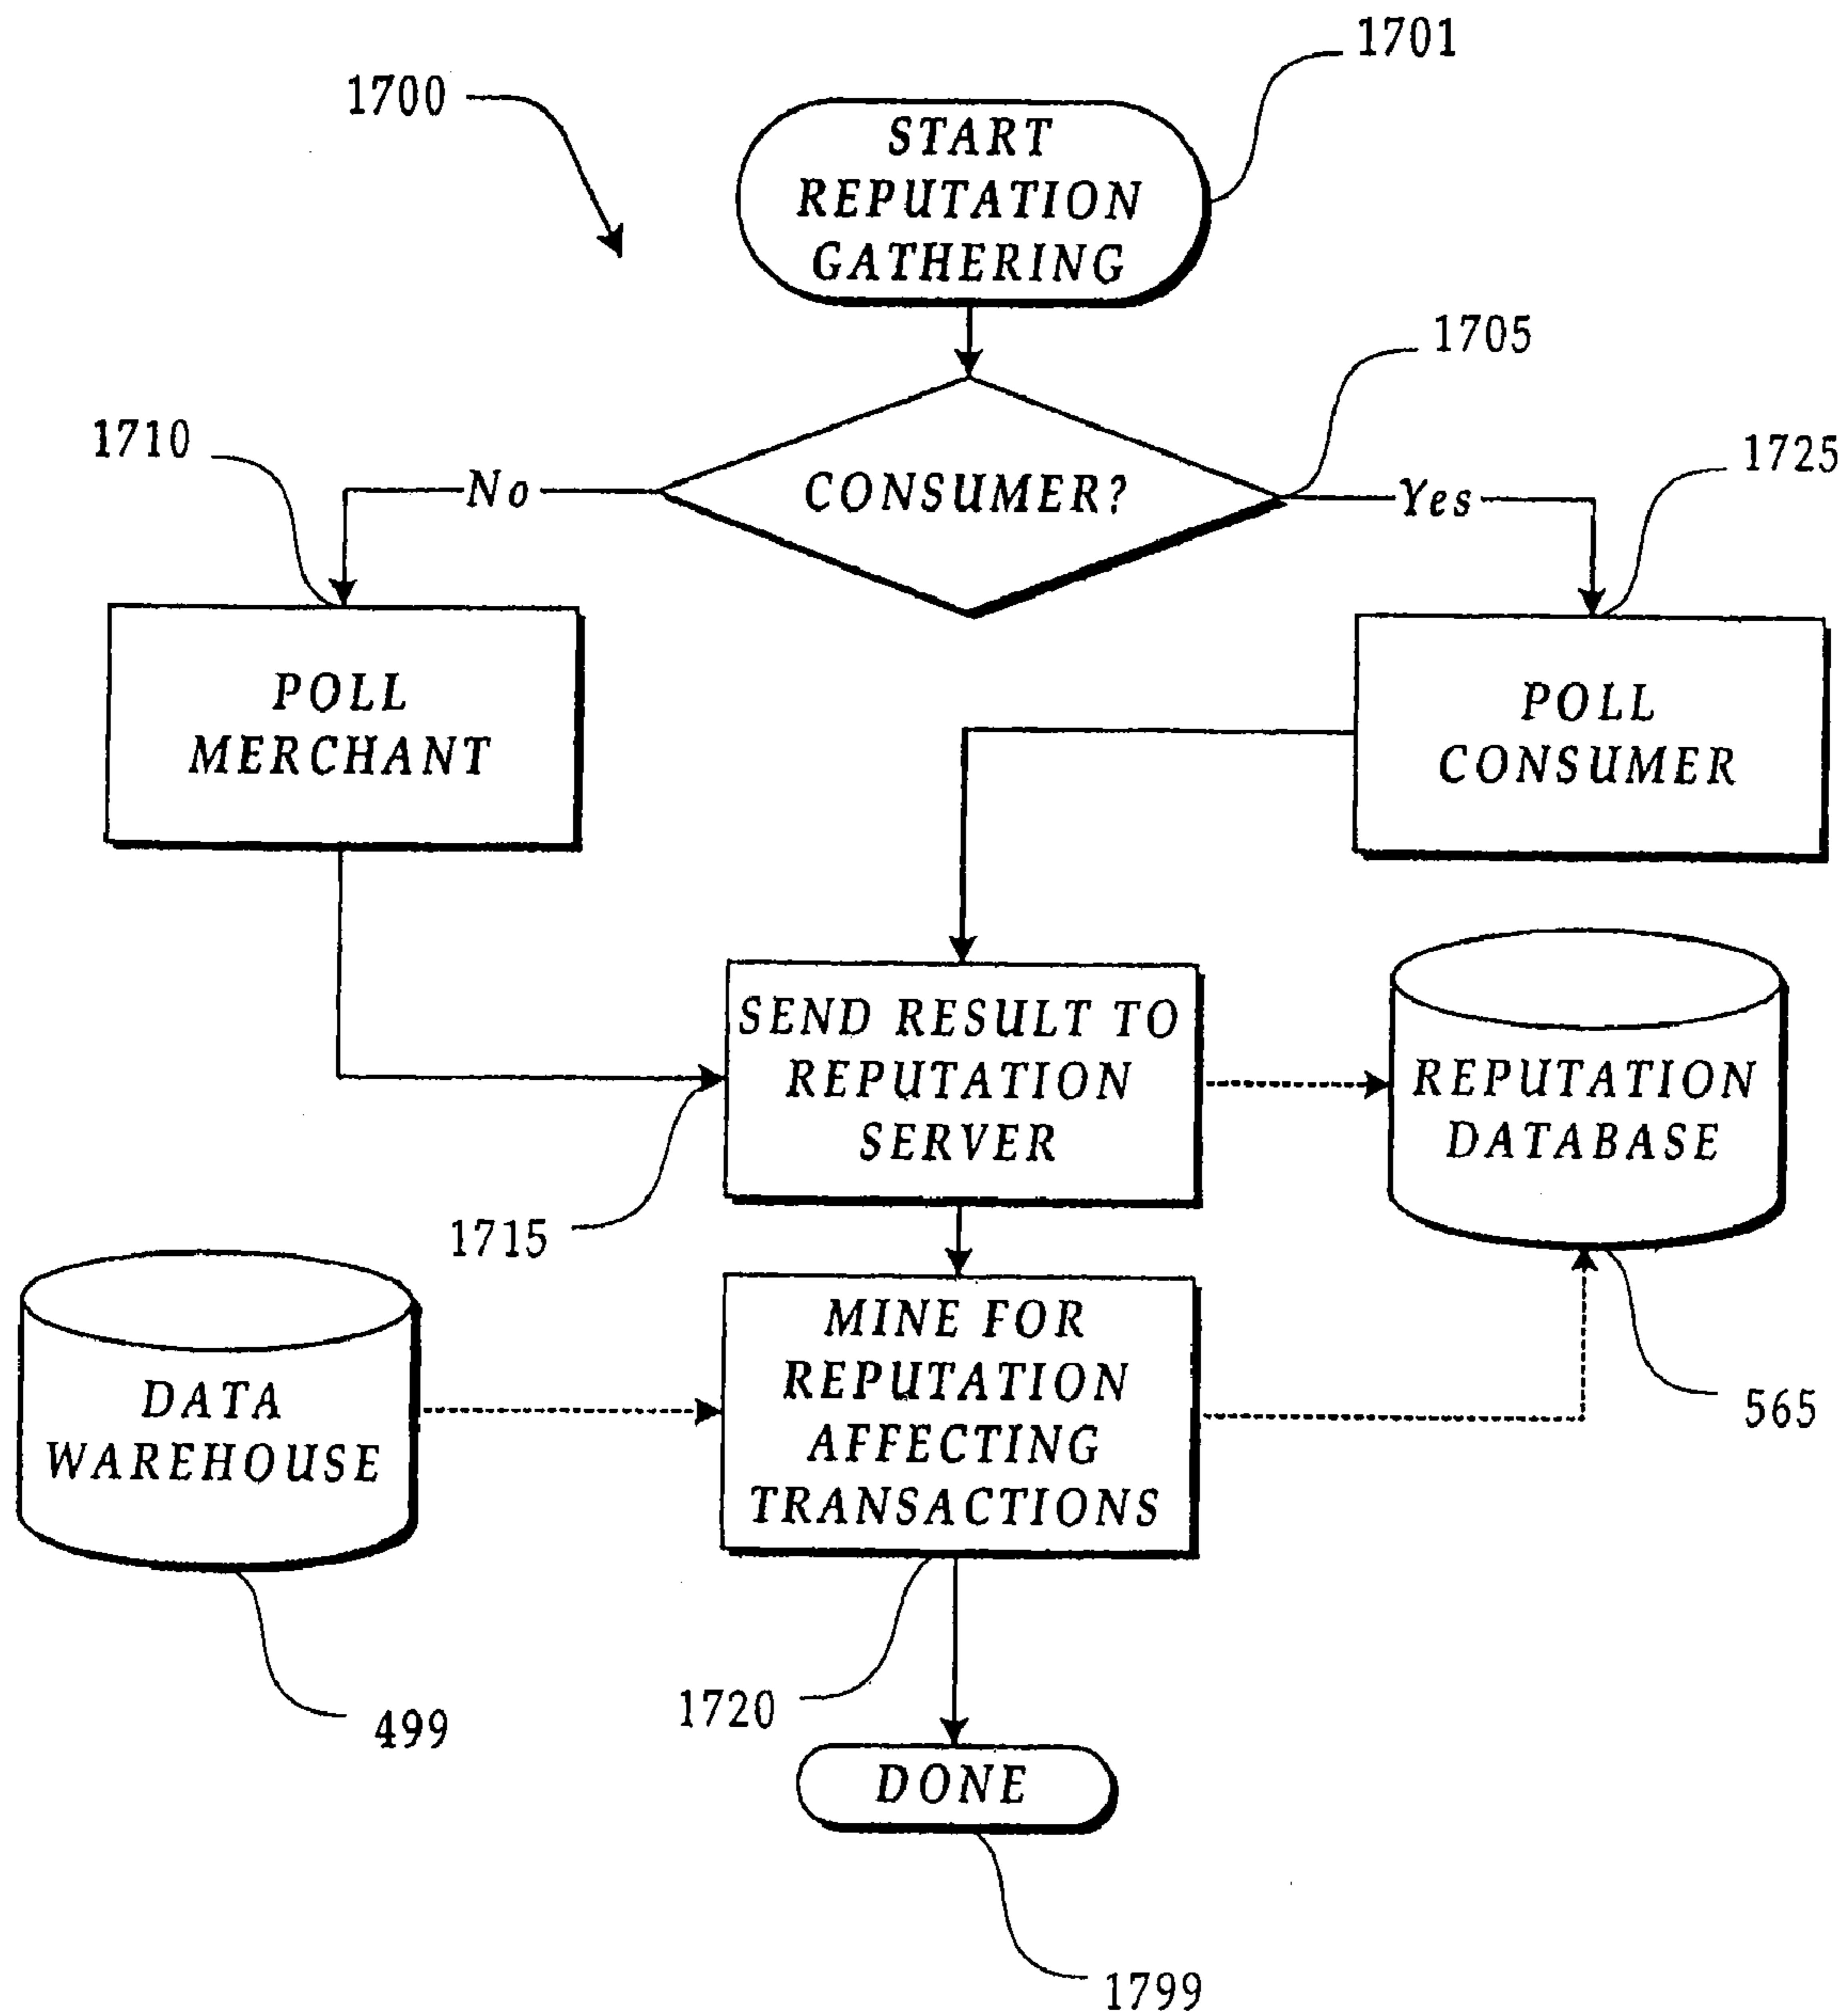 1701
1700
START
REPUTATION
GATHERING
1705
1710
1725
No
CONSUMER?
Yes
POLL
MERCHANT
POLL
CONSUMER
SEND RESULT TO
REPUTATION
SERVER
REPUTATION
DATABASE
1715
MINE FOR
REPUTATION
AFFECTING
TRANSACTIONS
DATA
WAREHOUSE
565
1720
499
DONE
1799